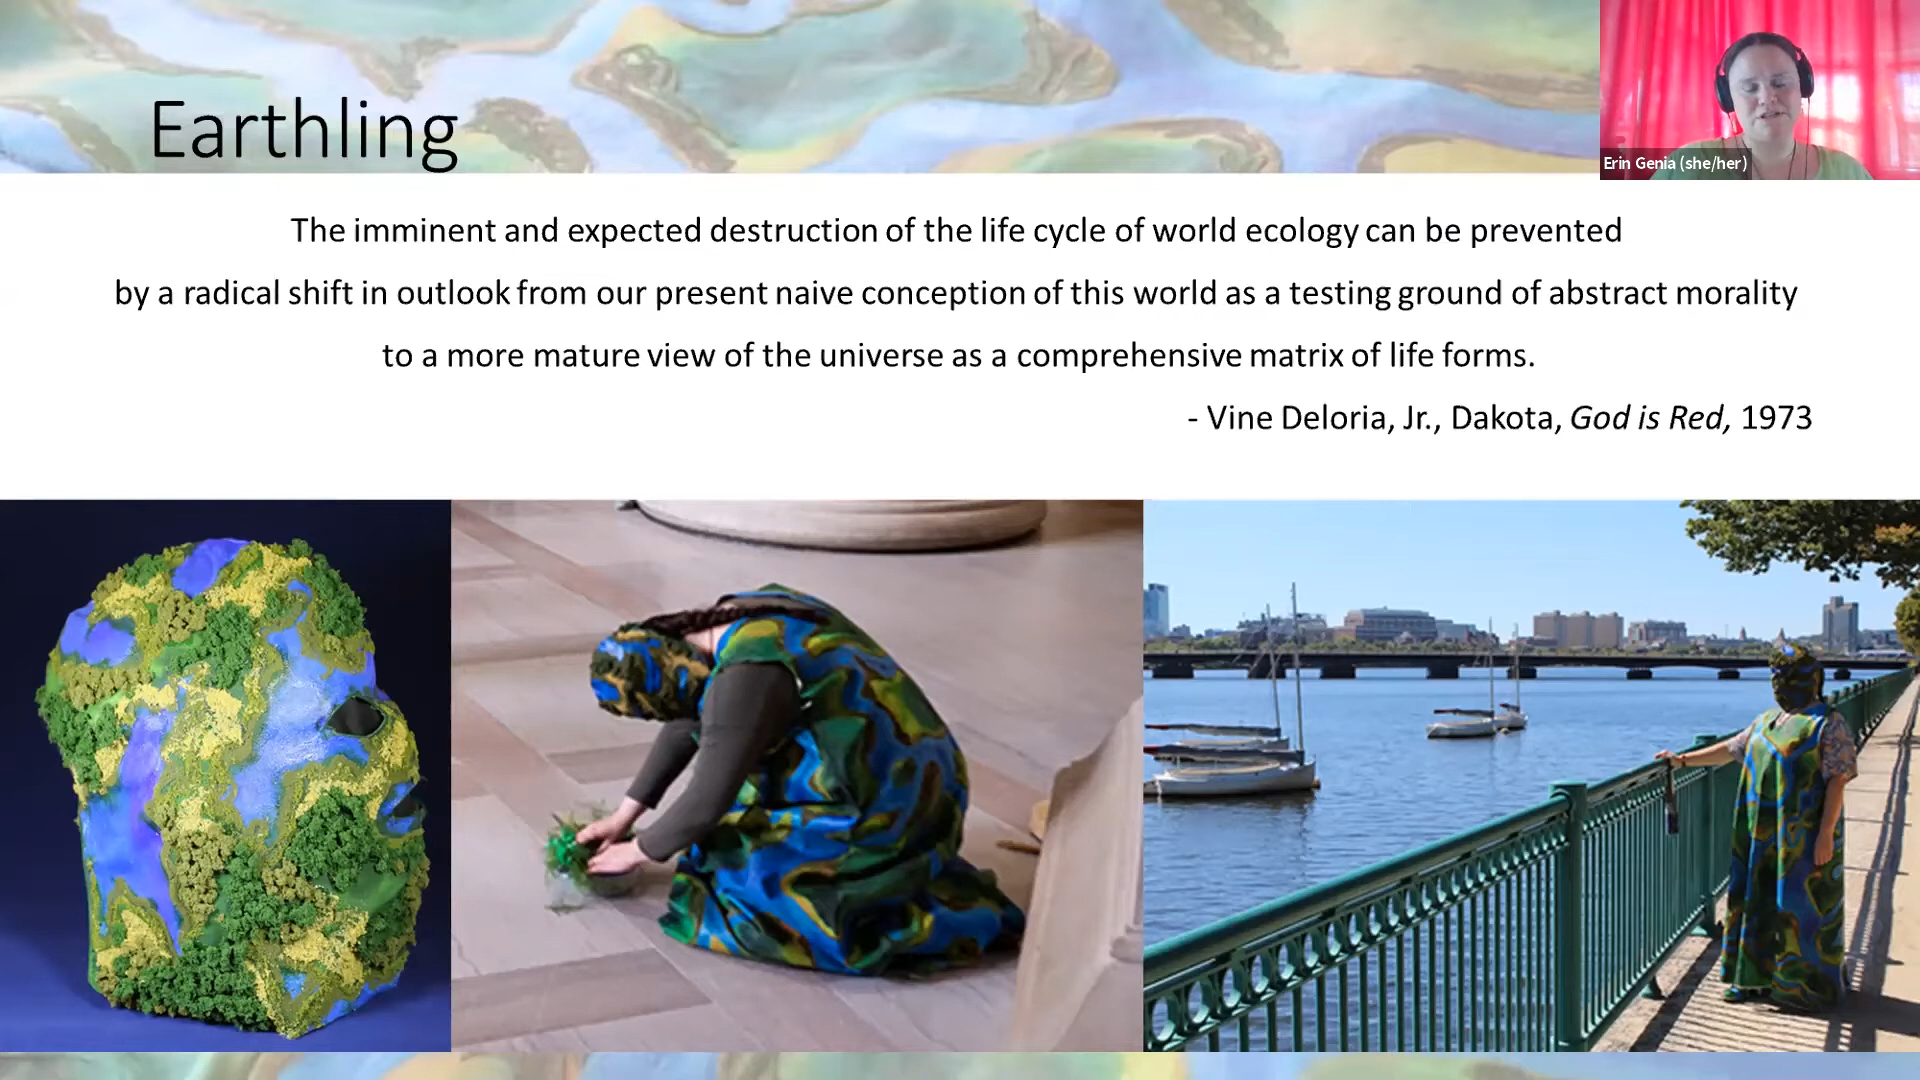 Earthling
Erin Genia (she/her)
The imminent and expected destruction of the life cycle of world ecology can be prevented
by a radical shift in outlook from our present naive conception of this world as a testing ground of abstract morality
to a more mature view of the universe as a comprehensive matrix of life forms.
- Vine Deloria, Jr., Dakota, God is Red, 1973